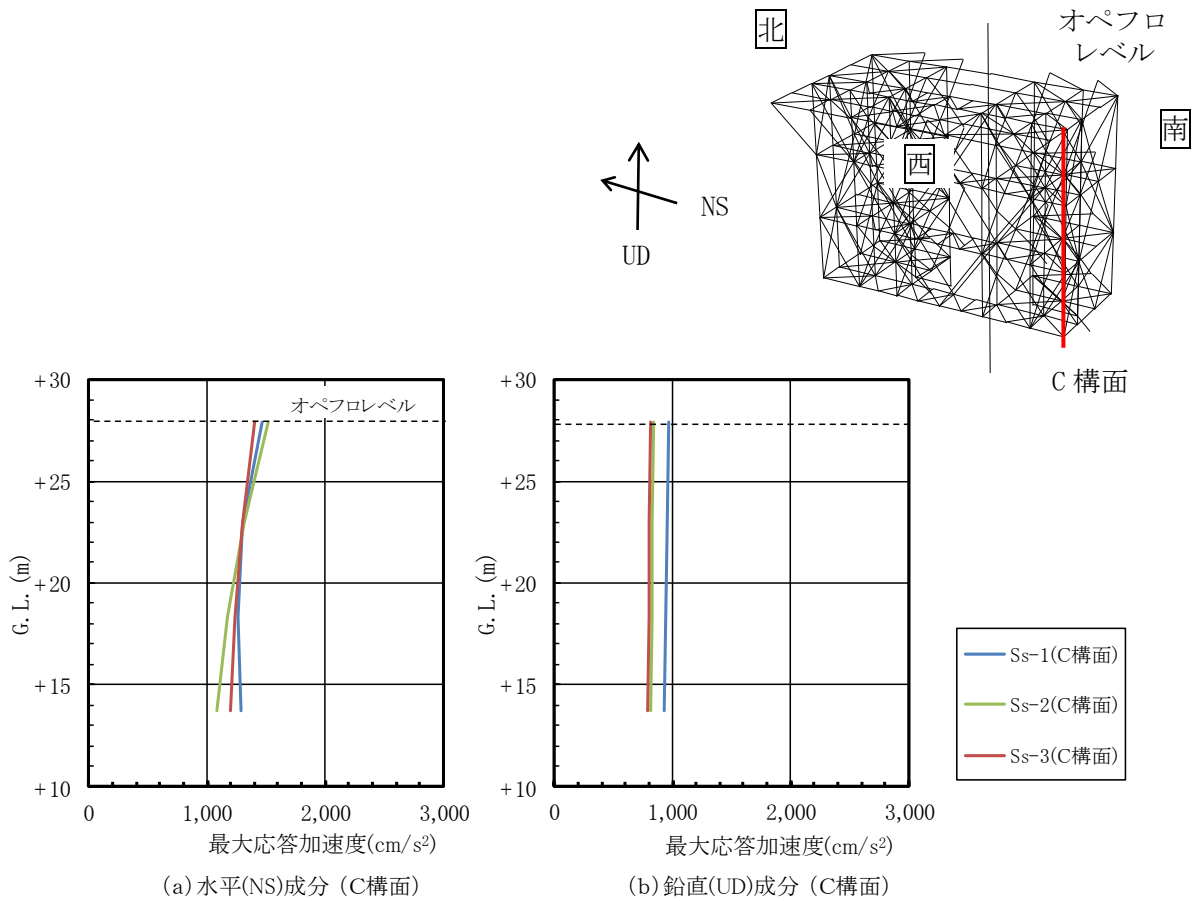 北
オペフロ
レベル
南
西
NS
UD
C 構面
+30
+25
+20
+15
+10
G.L.(m)
オペフロレベル
0
1,000
2,000
3,000
最大応答加速度(cm/s²)
(a)水平(NS)成分（C構面）
+30
+25
+20
+15
+10
G.L.(m)
0
1,000
2,000
3,000
最大応答加速度(cm/s²)
(b)鉛直(UD)成分（C構面）
Ss-1(C構面)
Ss-2(C構面)
Ss-3(C構面)